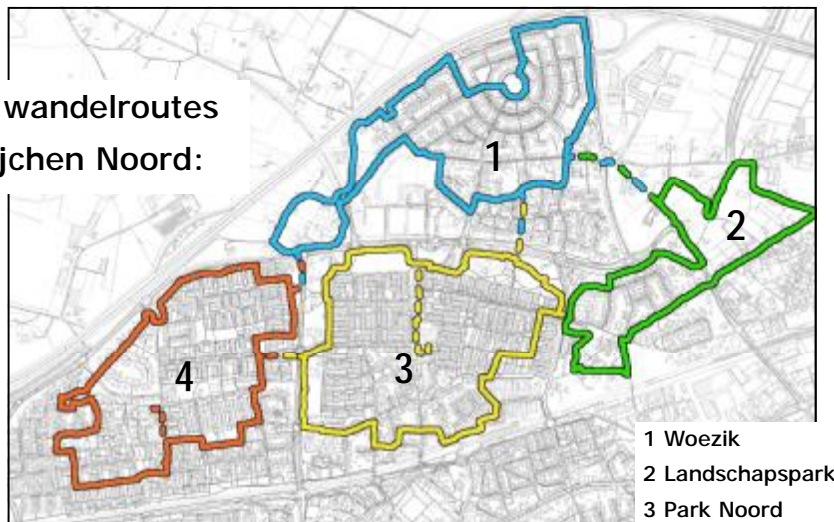 wandelroutes
jchen Noord:
1
2
3
4
1 Woezik
2 Landschapspark
3 Park Noord